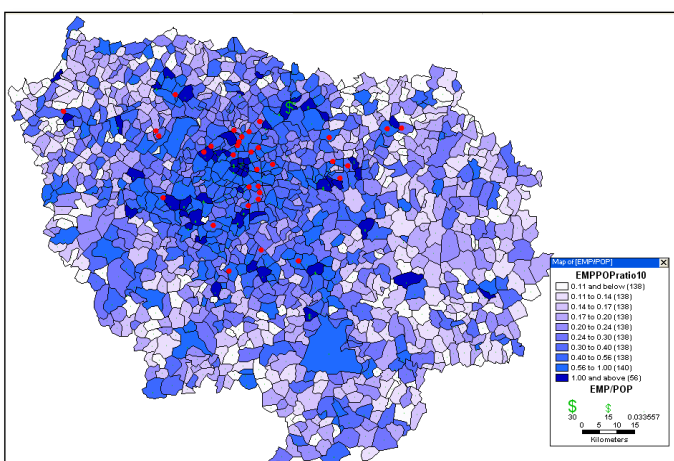 Map of [EMP/POP] X
EMPPOPratio10
0.11 and below (138)
0.11 to 0.14 (138)
0.14 to 0.17 (138)
0.17 to 0.20 (138)
0.20 to 0.24 (138)
0.24 to 0.30 (138)
0.30 to 0.40 (138)
0.40 to 0.56 (138)
0.56 to 1.00 (140)
1.00 and above (56)
EMP/POP
$ $
30 15 0.033557
0 5 10 15
Kilometers